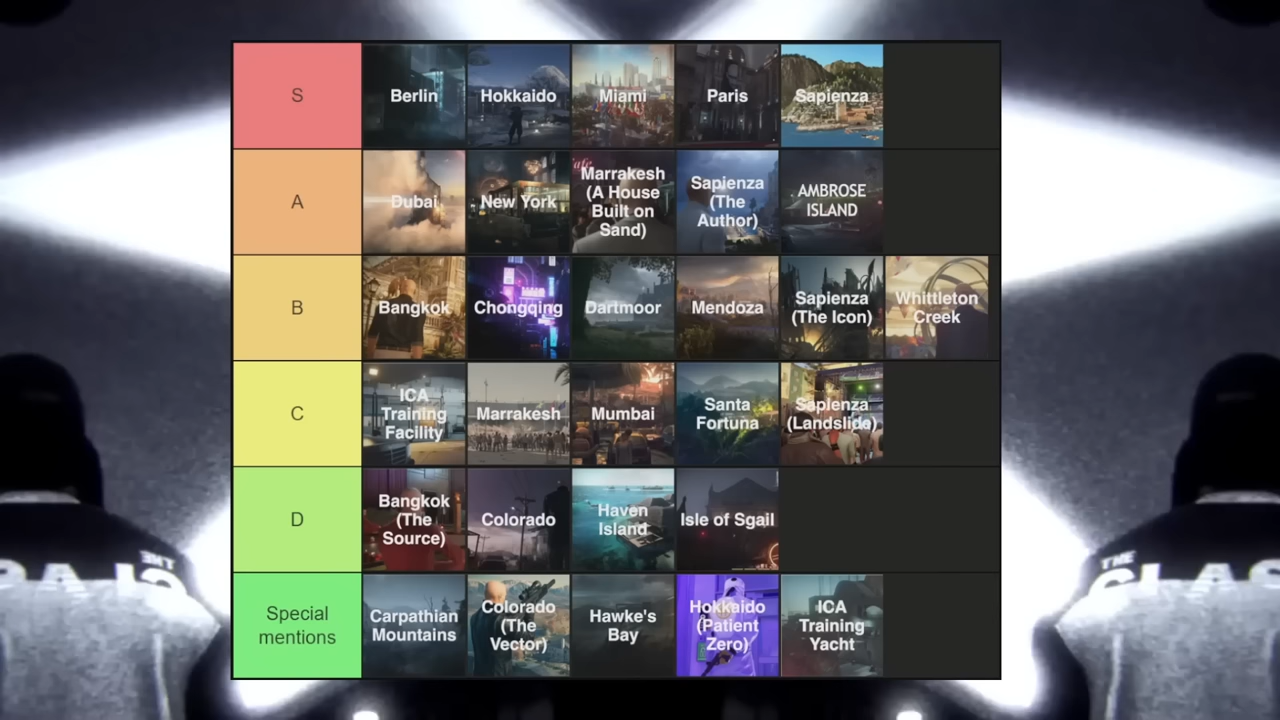 S
Berlin
Hokkaido
Miami
Paris
Sapienza
A
Dubai
New York
Marrakesh
(A House
Built on
Sand)
Sapienza
(The
Author)
AMBROSE
ISLAND
B
Bangkok
Chongqing
Dartmoor
Mendoza
Sapienza
(The Icon)
Whittleton
Creek
C
ICA
Training
Facility
Marrakesh
Mumbai
Santa
Fortuna
Sapienza
(Landslide)
D
Bangkok
(The
Source)
Colorado
Haven
Island
Isle of Sgail
Special
mentions
Carpathian
Mountains
Colorado
(The
Vector)
Hawke's
Bay
Hokkaido
(Patient
Zero)
ICA
Training
Yacht
THE